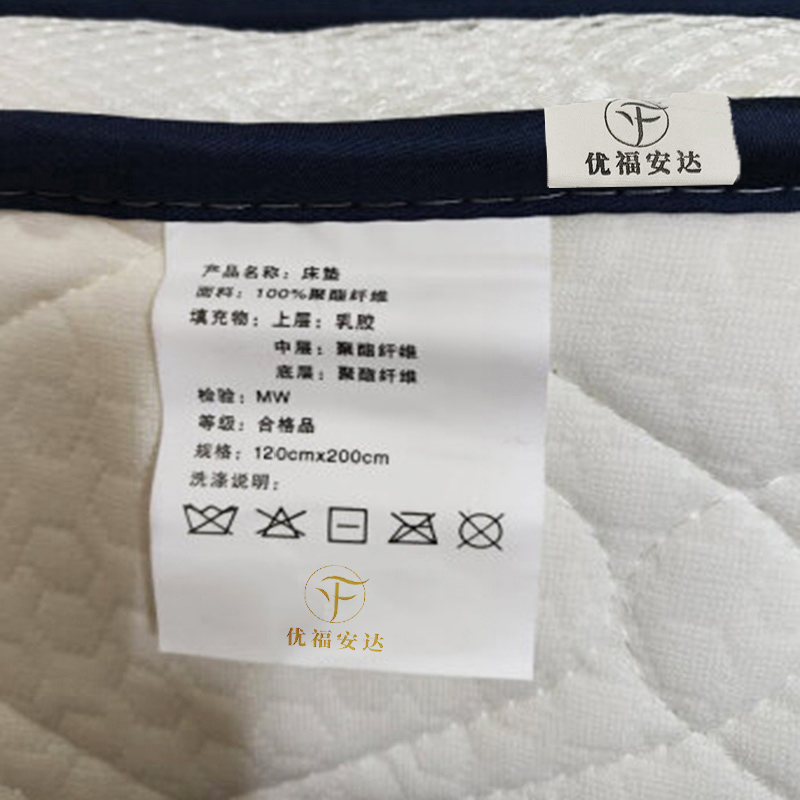 优福安达
产品名称：床垫
面料：100%聚酯纤维
填充物：上层：乳胶
中层：聚酯纤维
底层：聚酯纤维
检验：MW
等级：合格品
规格：120cmx200cm
洗涤说明：
优福安达